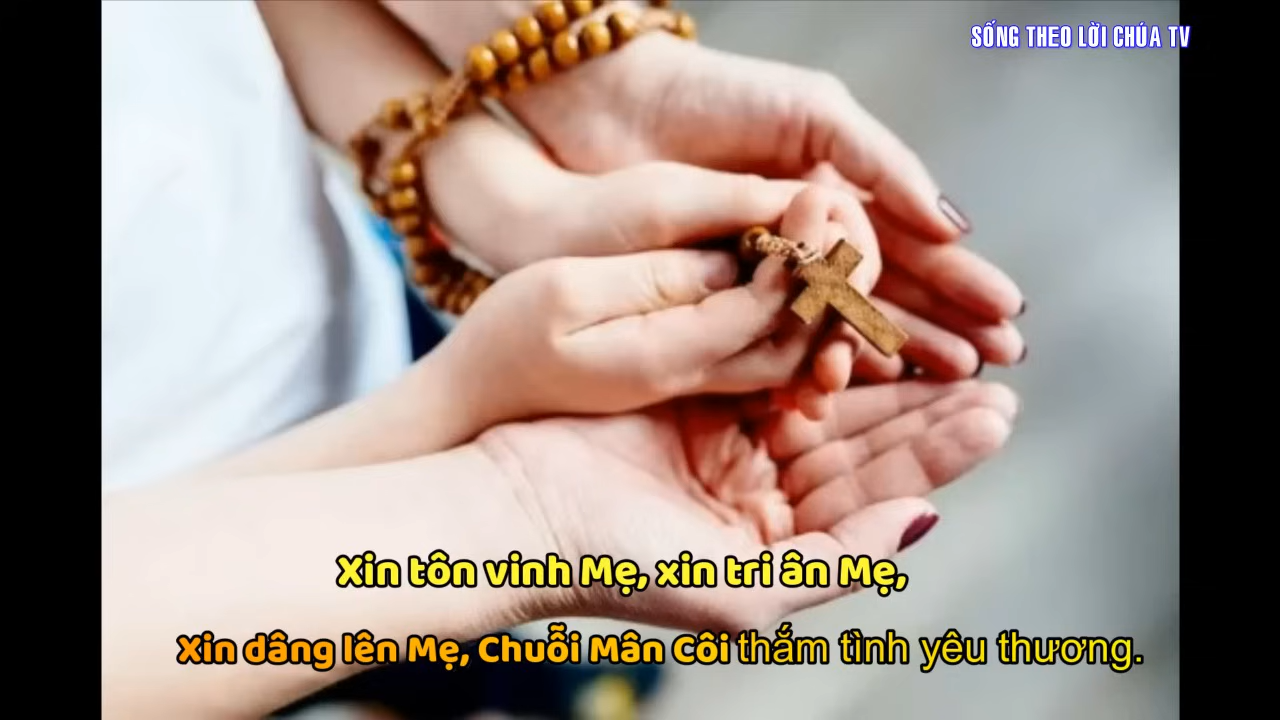 SỐNG THEO LỜI CHÚA TV
Xin tôn vinh Mẹ, xin tri ân Mẹ,
Xin dâng lên Mẹ, Chuỗi Mân Côi thắm tình yêu thương.